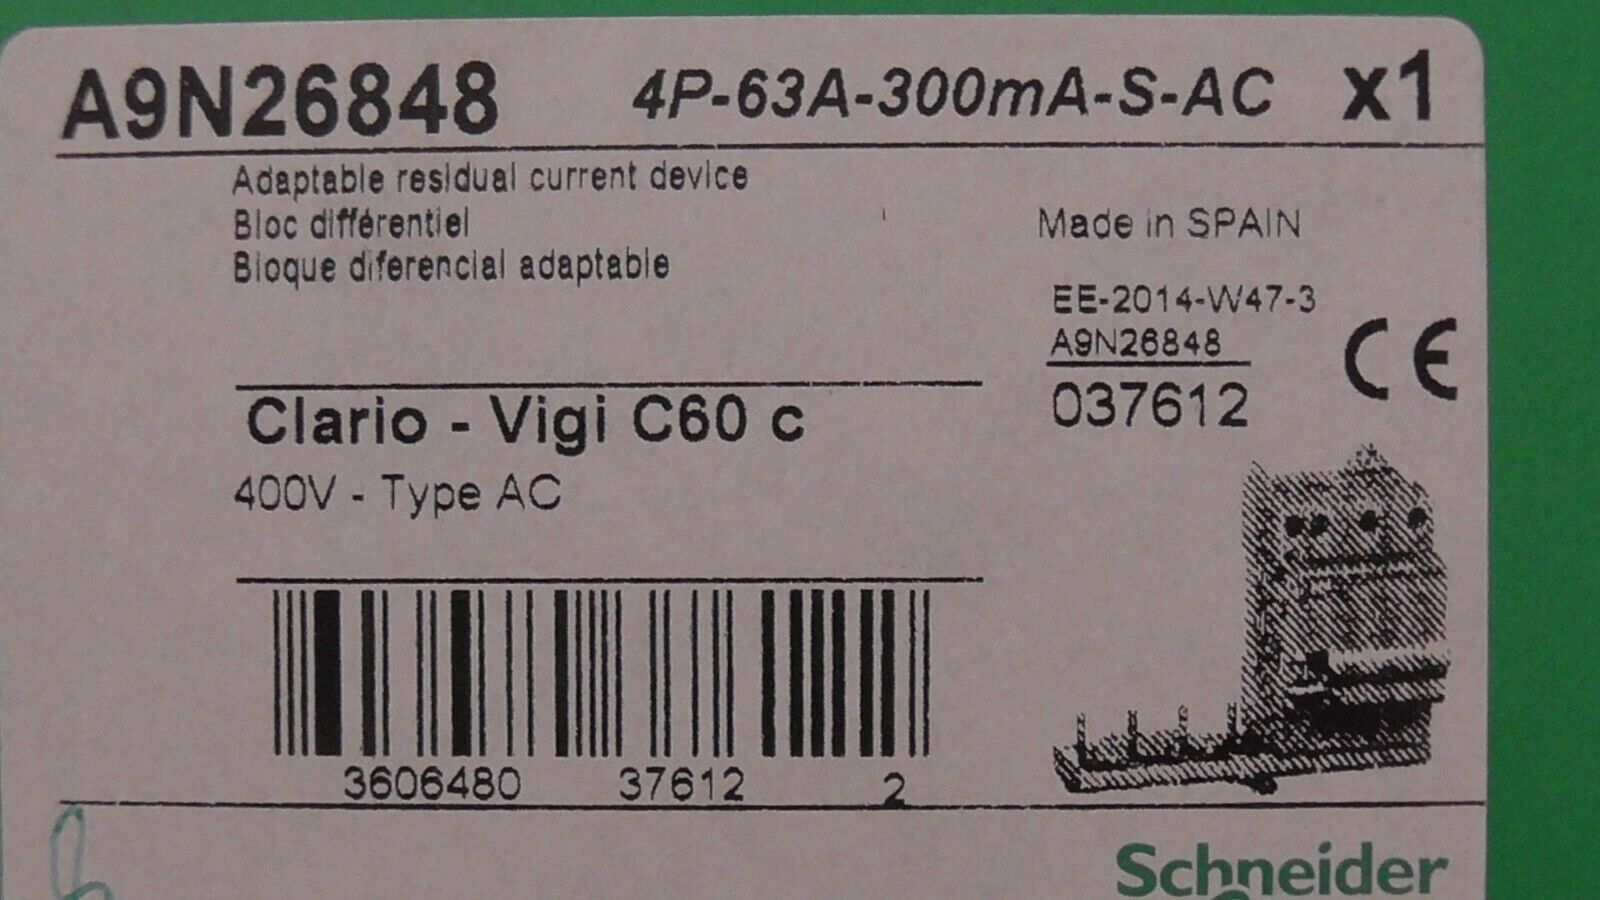 A9N26848 4P-63A-300mA-S-AC x1
Adaptable residual current device
Bloc différentiel
Bloque diferencial adaptable
Made in SPAIN
EE-2014-W47-3
A9N26848
037612
CE
Clario - Vigi C60 c
400V - Type AC
3606480 37612 2
Schneider